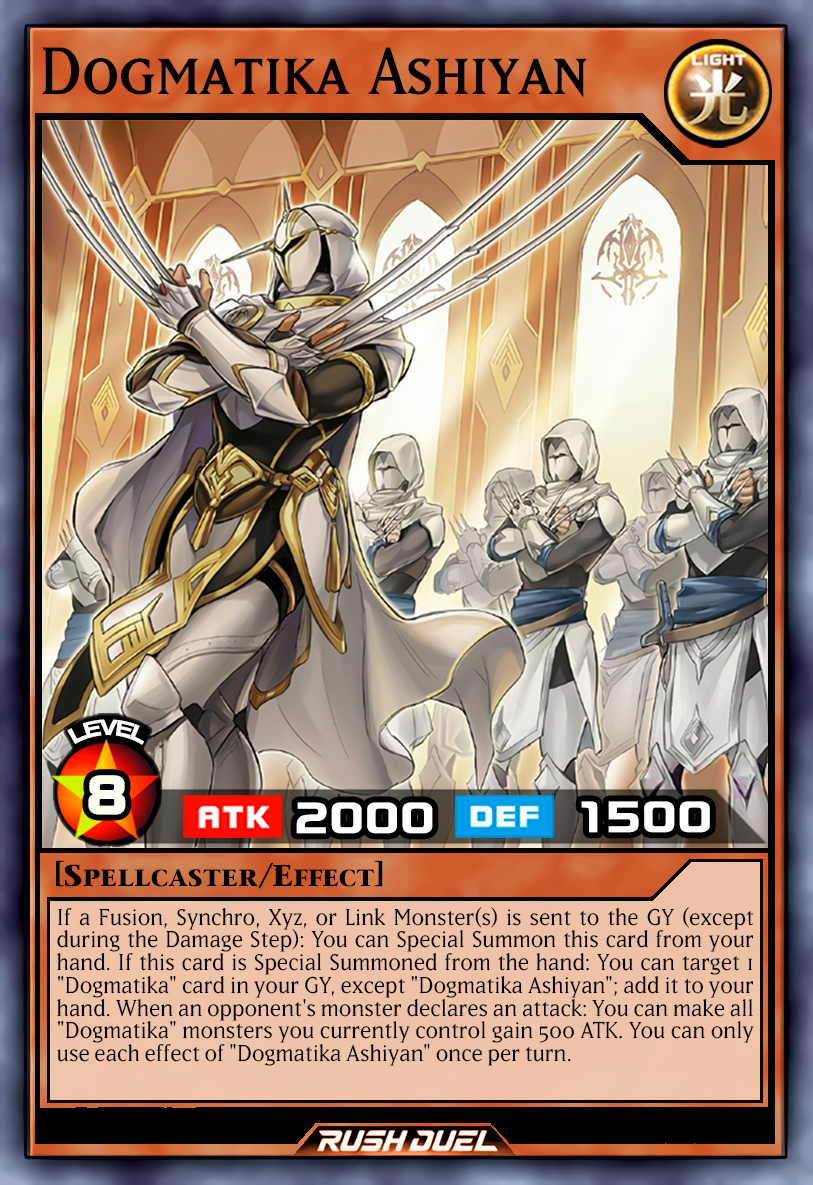 Dogmatika Ashiyan
LIGHT
光
LEVEL
8
ATK 2000 DEF 1500
[Spellcaster/Effect]
If a Fusion, Synchro, Xyz, or Link Monster(s) is sent to the GY (except
during the Damage Step): You can Special Summon this card from your
hand. If this card is Special Summoned from the hand: You can target 1
"Dogmatika" card in your GY, except "Dogmatika Ashiyan"; add it to your
hand. When an opponent's monster declares an attack: You can make all
"Dogmatika" monsters you currently control gain 500 ATK. You can only
use each effect of "Dogmatika Ashiyan" once per turn.
RUSH DUEL